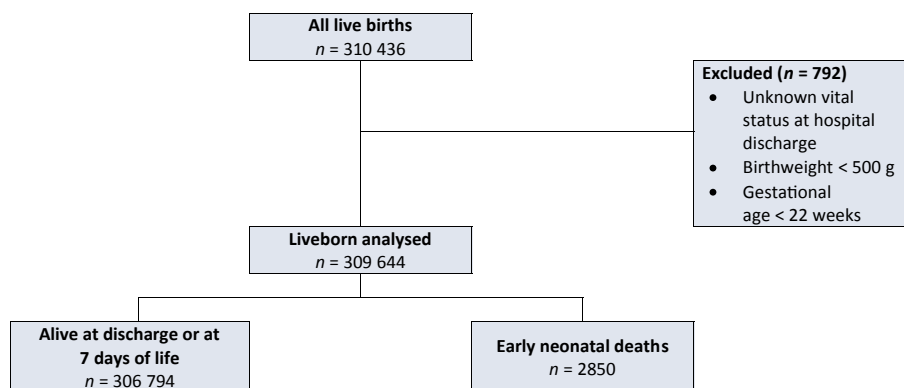 All live births
n = 310 436
Excluded (n = 792)
• Unknown vital
status at hospital
discharge
• Birthweight < 500 g
• Gestational
age < 22 weeks
Liveborn analysed
n = 309 644
Alive at discharge or at
7 days of life
n = 306 794
Early neonatal deaths
n = 2850